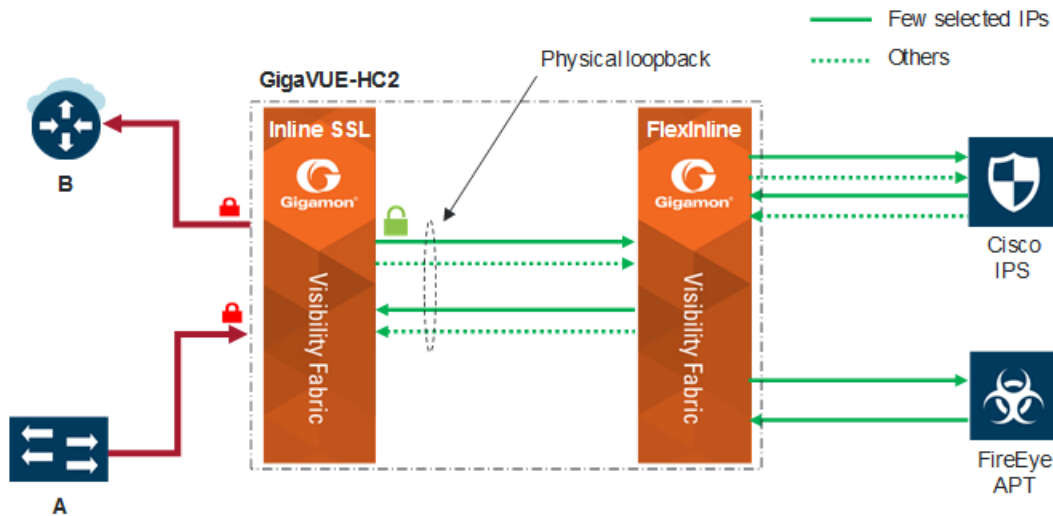 Few selected IPs
Others
Physical loopback
GigaVUE-HC2
Inline SSL
FlexInline
Gigamon®
Gigamon®
B
Cisco
IPS
Visibility Fabric
Visibility Fabric
FireEye
APT
A